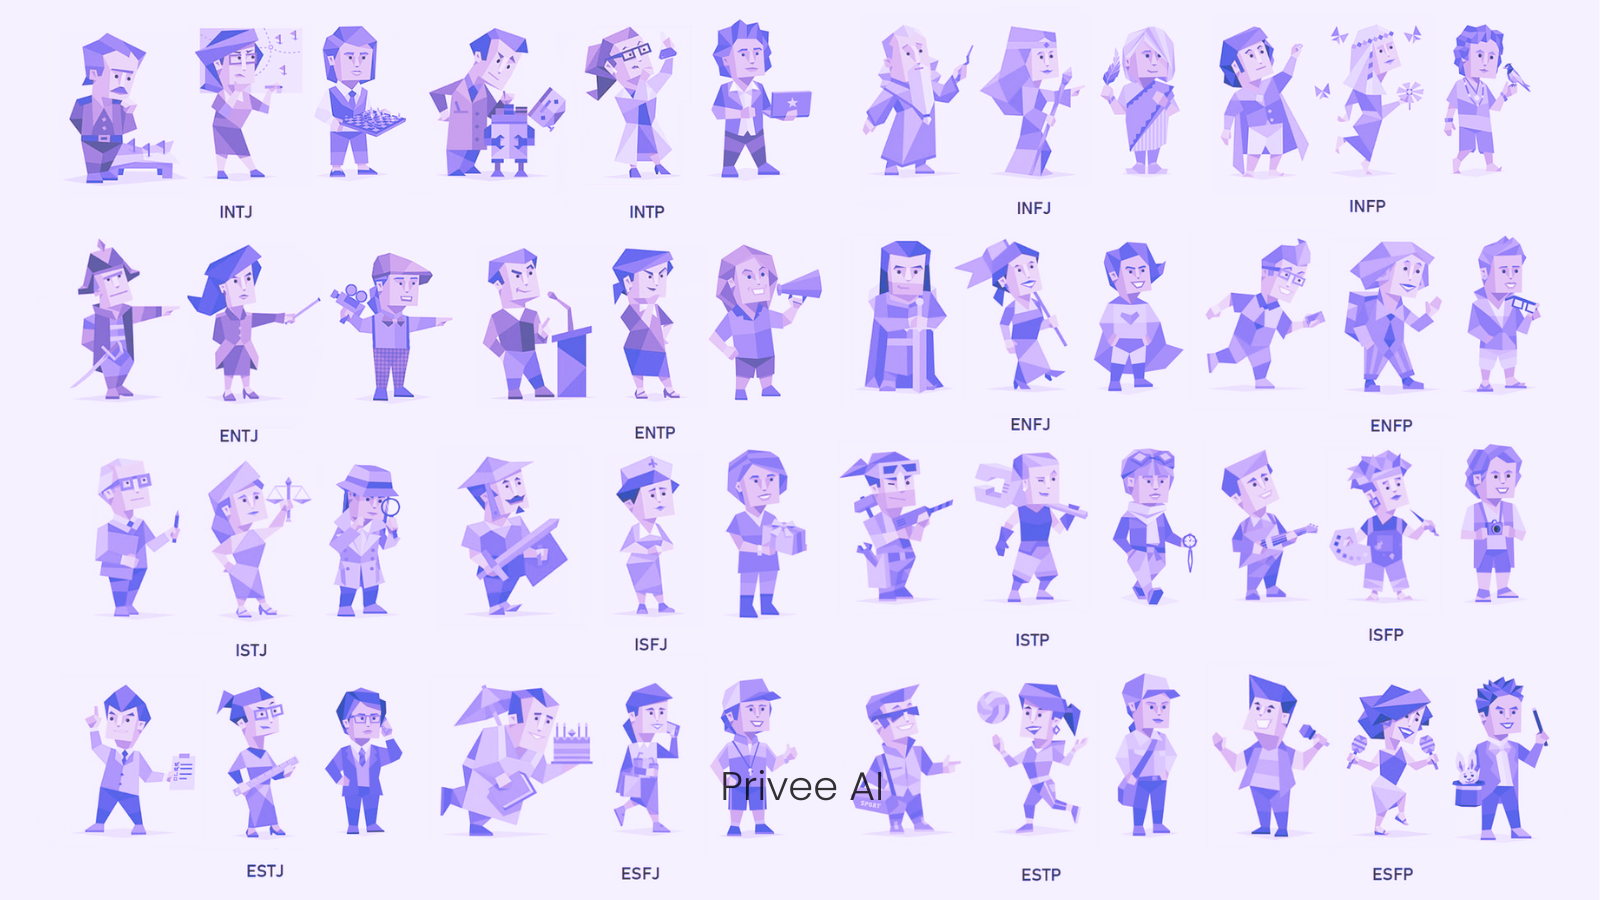 INTJ
INTP
INFJ
INFP
ENTJ
ENTP
ENFJ
ENFP
ISTJ
ISFJ
ISTP
ISFP
Privee AI
ESTJ
ESFJ
ESTP
ESFP